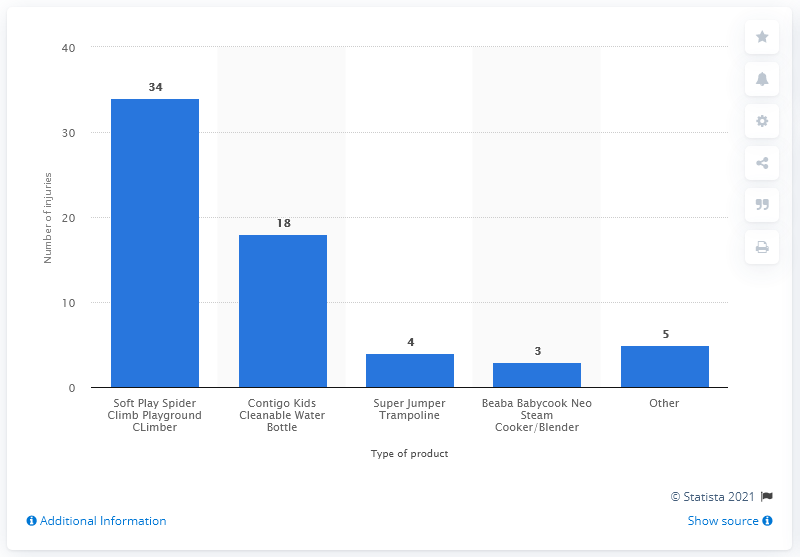 40
30
20
10
0
Number of injuries
34
18
4
3
5
Soft Play Spider
Climb Playground
CLimber
Contigo Kids
Cleanable Water
Bottle
Super Jumper
Trampoline
Beaba Babycook Neo
Steam
Cooker/Blender
Other
Type of product
© Statista 2021
Additional Information
Show source